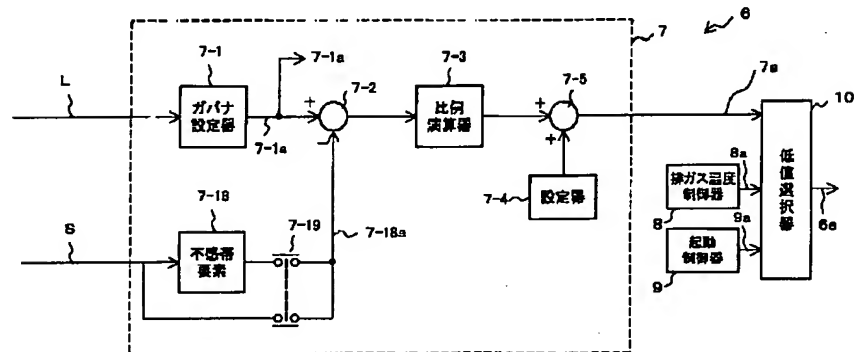 6
7
7-1
7-1a
7-3
7-5
L
ガバナ
設定器
7-1a
+
7-2
-
比例
演算器
+
+
7a
10
7-4
設定器
低値選択器
排ガス温度
制御器
8a
8
6a
起動
制御器
9a
9
7-18
7-19
7-18a
S
不感帯
要素